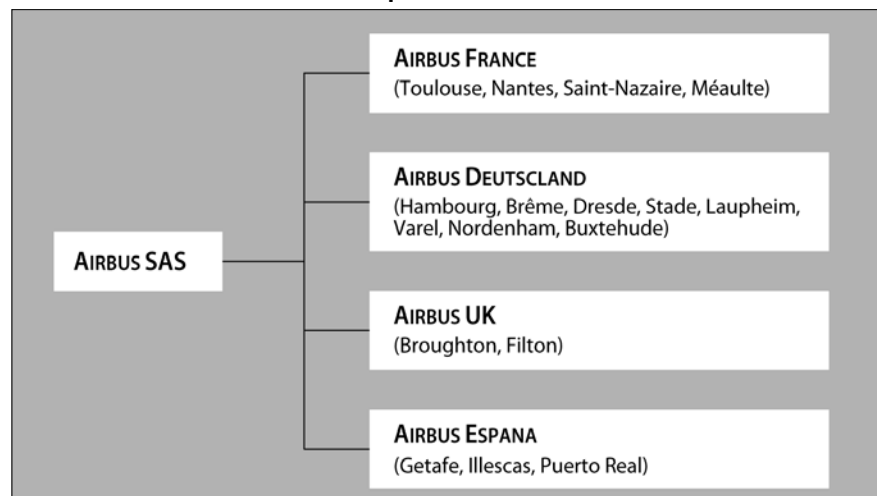 AIRBUS SAS
AIRBUS FRANCE
(Toulouse, Nantes, Saint-Nazaire, Méaulte)
AIRBUS DEUTSCLAND
(Hambourg, Brême, Dresde, Stade, Laupheim,
Varel, Nordenham, Buxtehude)
AIRBUS UK
(Broughton, Filton)
AIRBUS ESPANA
(Getafe, Illescas, Puerto Real)